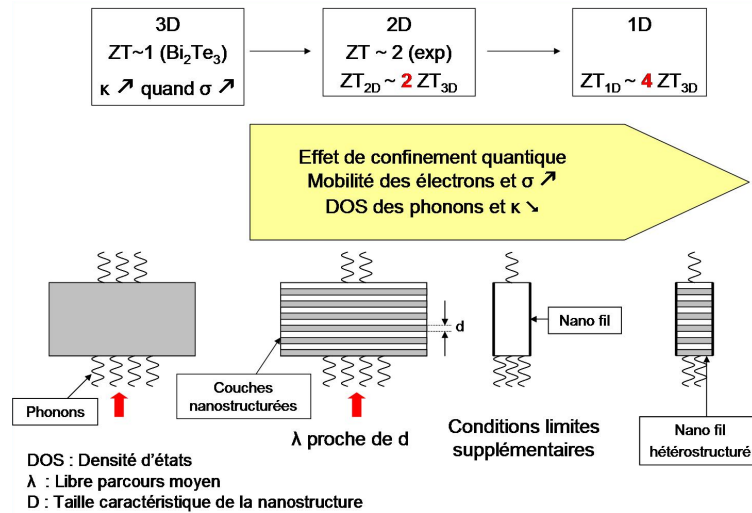 3D
ZT~1 (Bi₂Te₃)
κ ↗ quand σ ↗
2D
ZT ~ 2 (exp)
ZT₂D ~ 2 ZT₃D
1D
ZT₁D ~ 4 ZT₃D
Effet de confinement quantique
Mobilité des électrons et σ ↗
DOS des phonons et κ ↘
d
Nano fil
Phonons
Couches
nanostructurées
λ proche de d
Conditions limites
supplémentaires
Nano fil
hétérostructuré
DOS : Densité d'états
λ : Libre parcours moyen
D : Taille caractéristique de la nanostructure